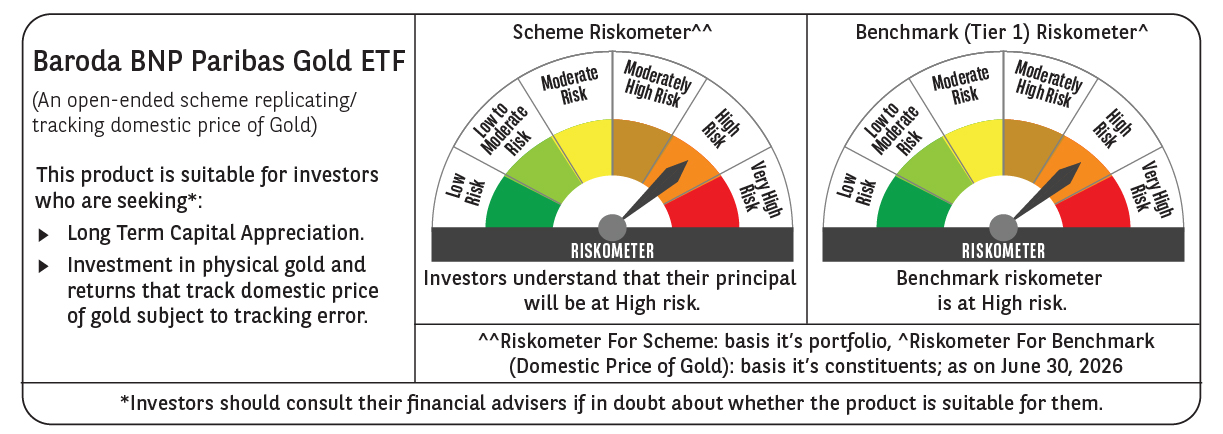 Baroda BNP Paribas Gold ETF
(An open-ended scheme replicating/
tracking domestic price of Gold)
This product is suitable for investors
who are seeking*:
Long Term Capital Appreciation.
Investment in physical gold and
returns that track domestic price
of gold subject to tracking error.
Scheme Riskometer^^
Low
Risk
Low to
Moderate
Risk
Moderate
Risk
Moderately
High Risk
High
Risk
Very High
Risk
RISKOMETER
Investors understand that their principal
will be at High risk.
Benchmark (Tier 1) Riskometer^
Low
Risk
Low to
Moderate
Risk
Moderate
Risk
Moderately
High Risk
High
Risk
Very High
Risk
RISKOMETER
Benchmark riskometer
is at High risk.
^^Riskometer For Scheme: basis it's portfolio, ^Riskometer For Benchmark
(Domestic Price of Gold): basis it's constituents; as on June 30, 2026
*Investors should consult their financial advisers if in doubt about whether the product is suitable for them.